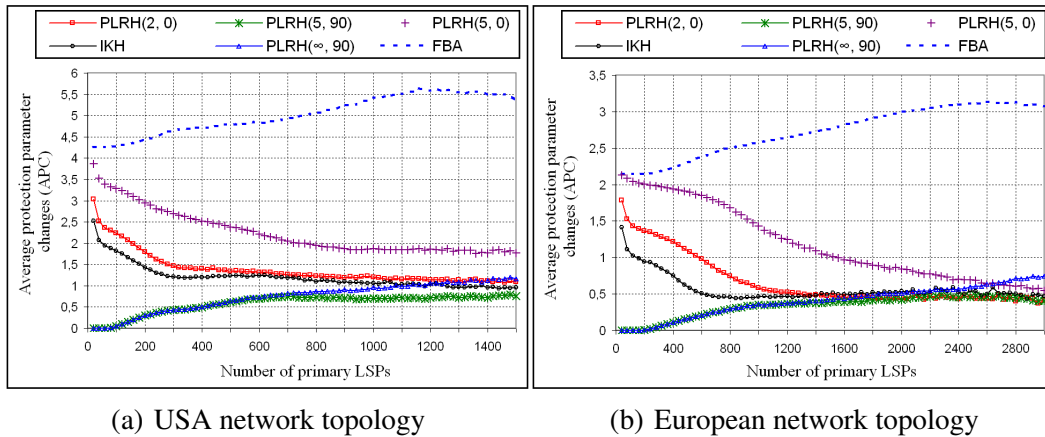 PLRH(2, 0) PLRH(5, 90) PLRH(5, 0)
IKH PLRH(∞, 90) FBA
6
5,5
5
4,5
4
3,5
3
2,5
2
1,5
1
0,5
0
Average protection parameter
changes (APC)
0 200 400 600 800 1000 1200 1400
Number of primary LSPs
(a) USA network topology
PLRH(2, 0) PLRH(5, 90) PLRH(5, 0)
IKH PLRH(∞, 90) FBA
3,5
3
2,5
2
1,5
1
0,5
0
Average protection parameter
changes (APC)
0 400 800 1200 1600 2000 2400 2800
Number of primary LSPs
(b) European network topology